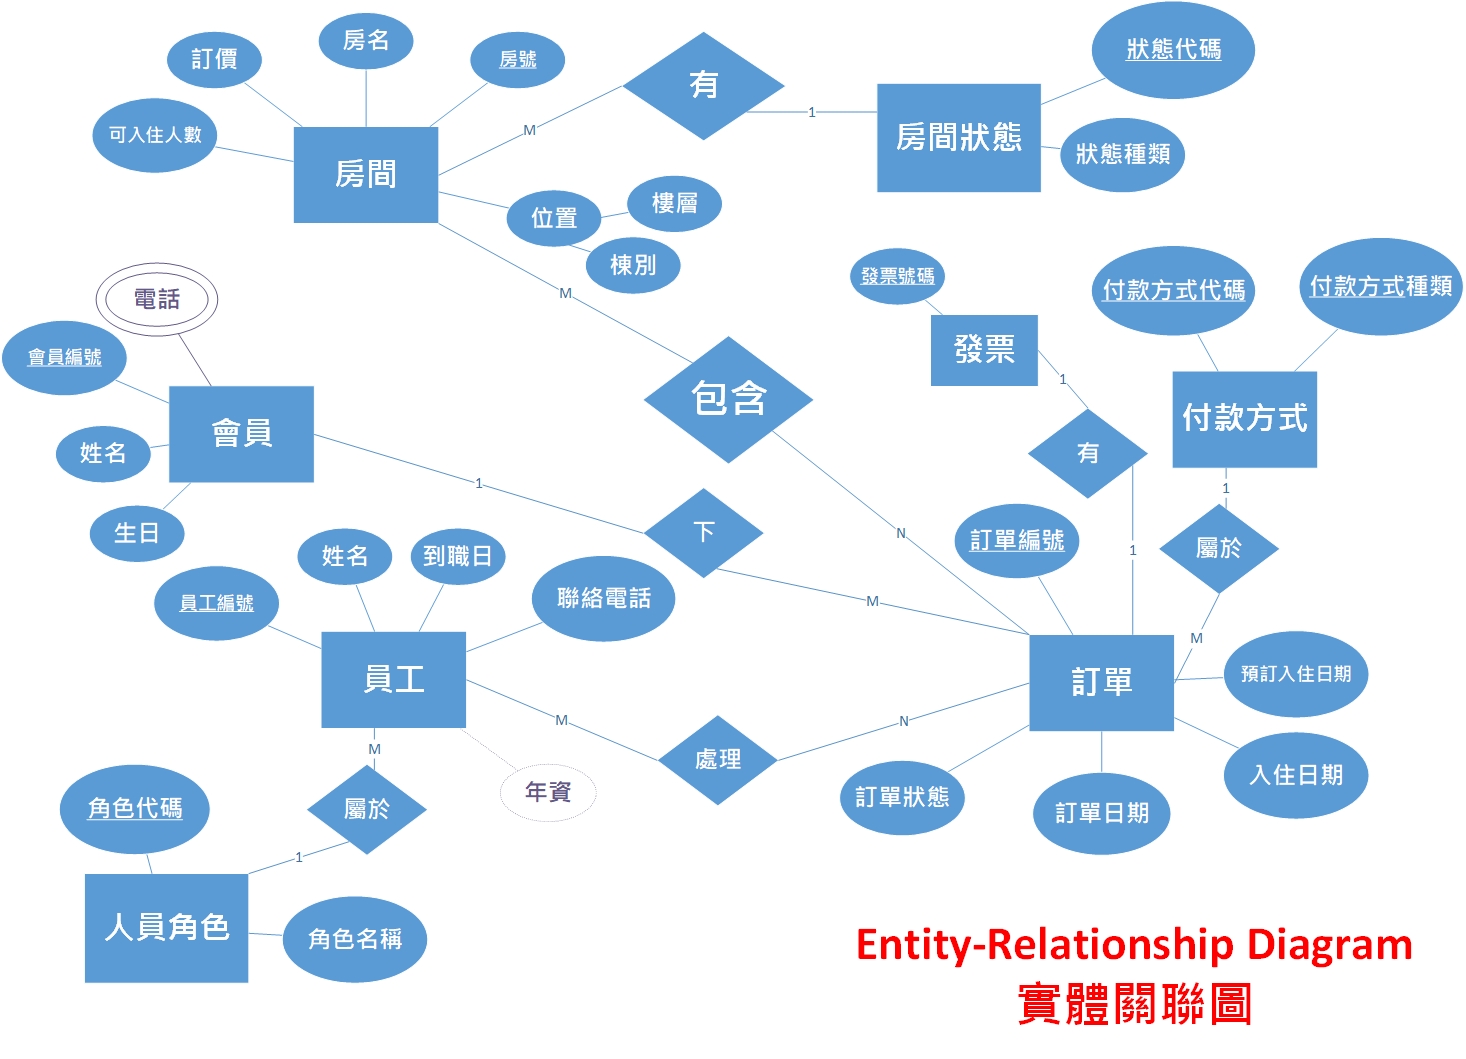 房名
訂價
房號
狀態代碼
有
可入住人數
M
1
房間狀態
房間
狀態種類
位置
樓層
棟別
電話
M
發票號碼
付款方式代碼
付款方式種類
會員編號
發票
1
包含
付款方式
會員
姓名
有
1
1
生日
下
N
訂單編號
1
屬於
姓名
到職日
員工編號
聯絡電話
M
M
員工
訂單
預訂入住日期
M
N
M
處理
年資
入住日期
角色代碼
屬於
訂單狀態
訂單日期
1
人員角色
角色名稱
Entity-Relationship Diagram
實體關聯圖